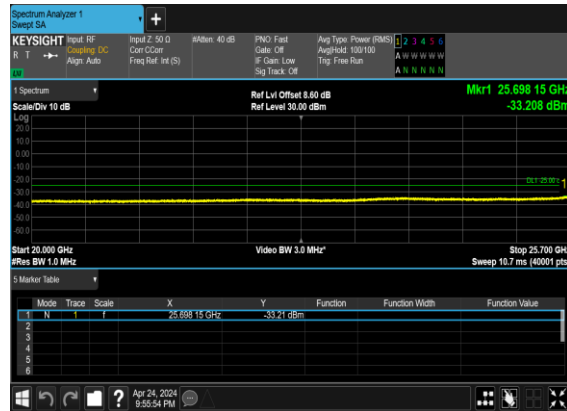 Spectrum Analyzer 1
Swept SA
+
KEYSIGHT Input: RF Input Z: 50 Ω #Atten: 40 dB PNO: Fast Avg Type: Power (RMS) 1 2 3 4 5 6
R T Coupling: DC Corr CCorr Gate: Off Avg|Hold: 100/100 A W W W W W
Align: Auto Freq Ref: Int (S) IF Gain: Low Trig: Free Run
Sig Track: Off A N N N N N
1 Spectrum Ref Lvl Offset 8.60 dB Mkr1 25.698 15 GHz
Scale/Div 10 dB Ref Level 30.00 dBm -33.208 dBm
Log
20.0
10.0
0.00
-10.0
-20.0
DL1 -25.00 1
-30.0
-40.0
-50.0
-60.0
Start 20.000 GHz Video BW 3.0 MHz* Stop 25.700 GHz
#Res BW 1.0 MHz Sweep 10.7 ms (40001 pts
5 Marker Table
Mode Trace Scale X Y Function Function Width Function Value
1 N 1 f 25.698 15 GHz -33.21 dBm
2
3
4
5
6
? Apr 24, 2024
9:55:54 PM